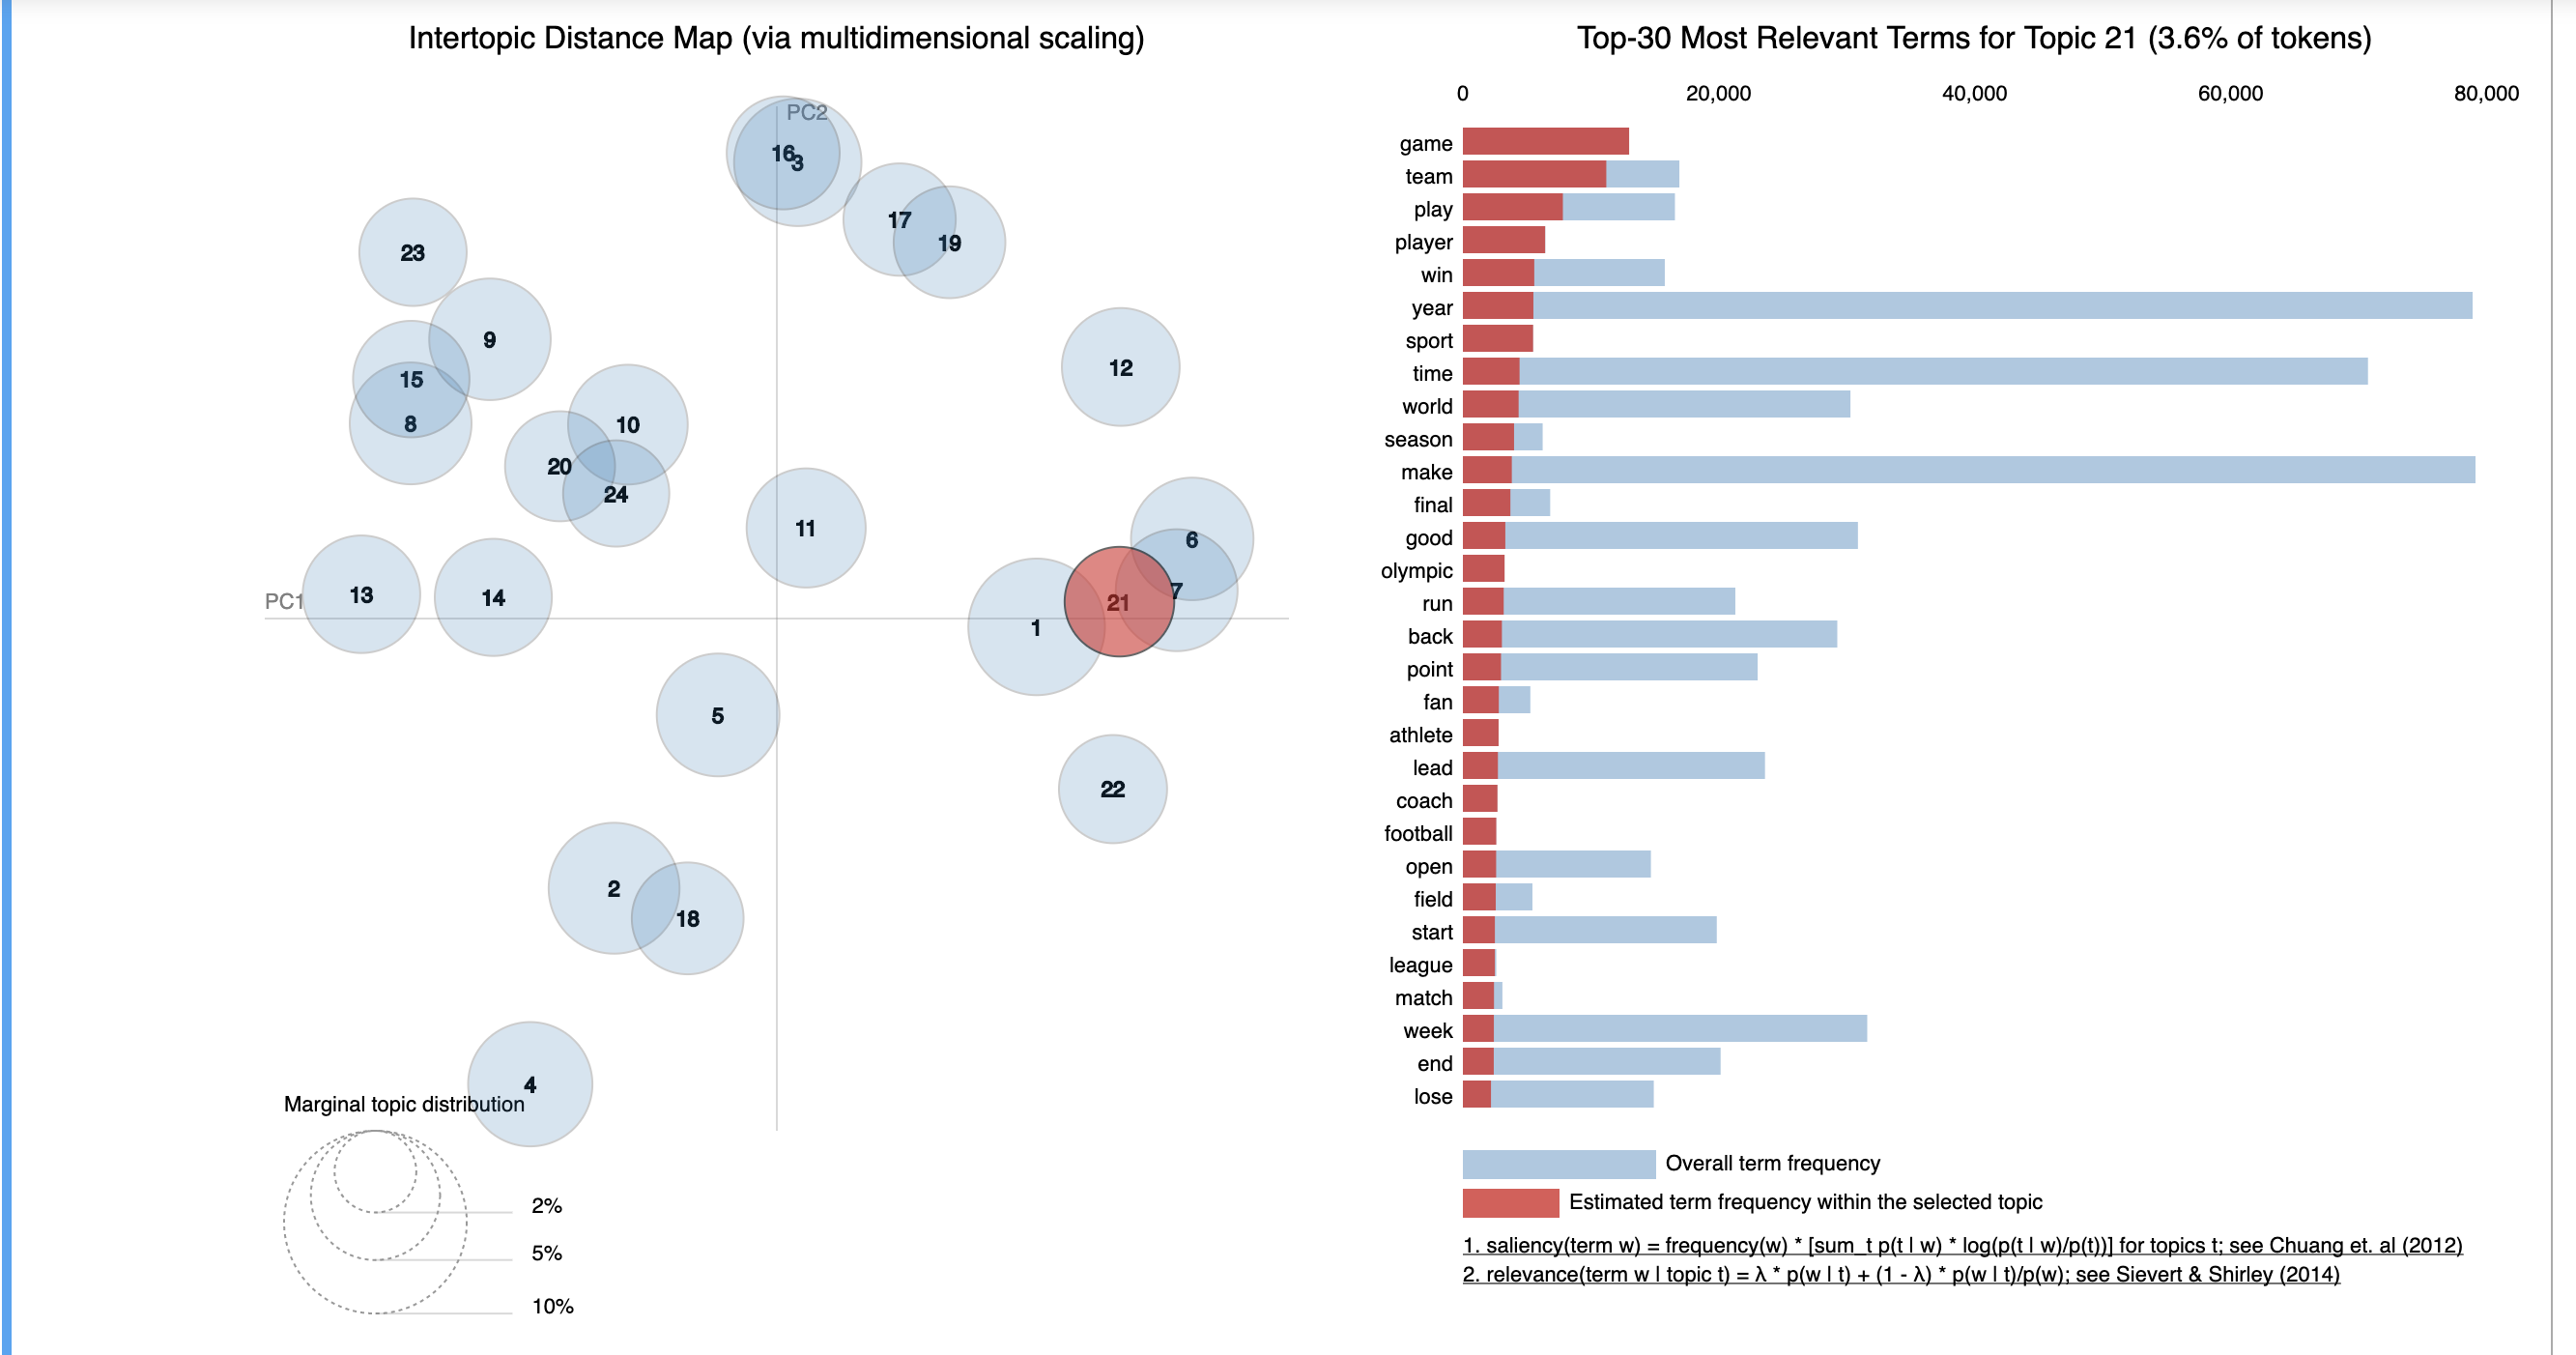 Intertopic Distance Map (via multidimensional scaling)
PC2
16
3
17
19
23
9
12
15
8
10
20
24
11
6
7
13
14
PC1
21
1
5
22
2
18
4
Marginal topic distribution
2%
5%
10%
Top-30 Most Relevant Terms for Topic 21 (3.6% of tokens)
0 20,000 40,000 60,000 80,000
game
team
play
player
win
year
sport
time
world
season
make
final
good
olympic
run
back
point
fan
athlete
lead
coach
football
open
field
start
league
match
week
end
lose
Overall term frequency
Estimated term frequency within the selected topic
1. saliency(term w) = frequency(w) * [sum_t p(t | w) * log(p(t | w)/p(t))] for topics t; see Chuang et. al (2012)
2. relevance(term w | topic t) = λ * p(w | t) + (1 - λ) * p(w | t)/p(w); see Sievert & Shirley (2014)